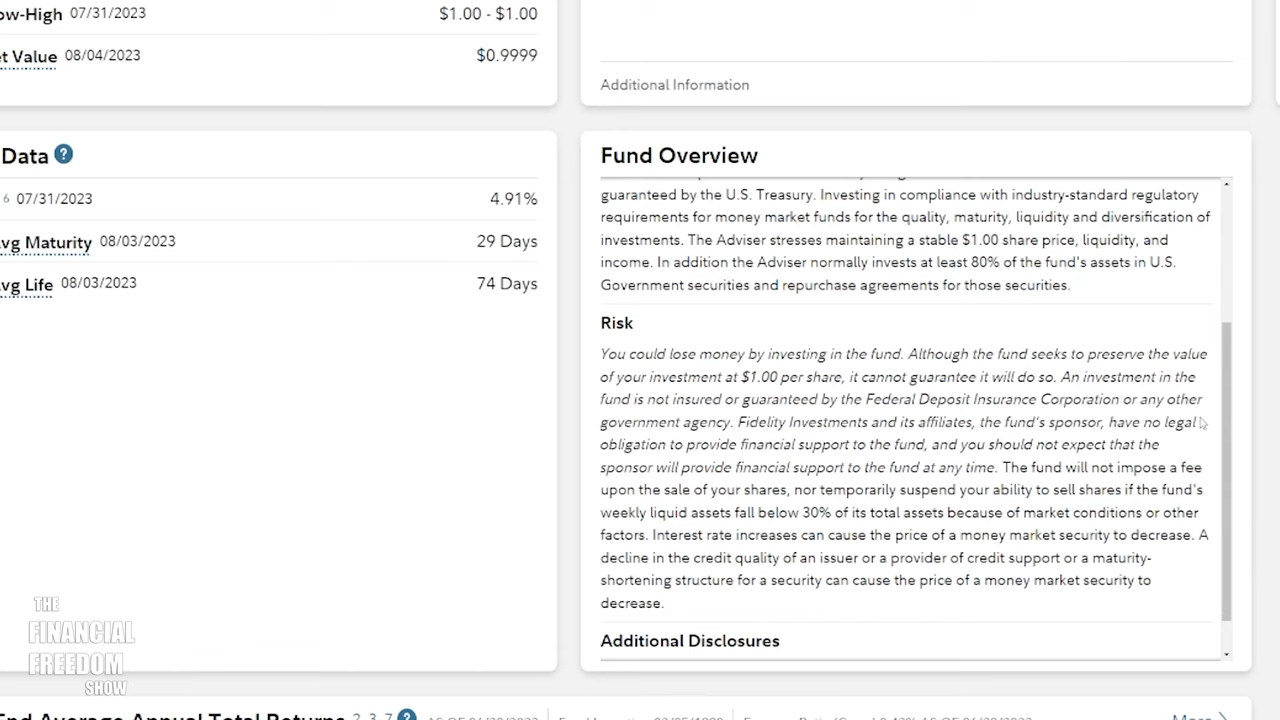 ow-High 07/31/2023 $1.00 - $1.00
et Value 08/04/2023 $0.9999
Additional Information
Data ?
6 07/31/2023 4.91%
vg Maturity 08/03/2023 29 Days
vg Life 08/03/2023 74 Days
Fund Overview
guaranteed by the U.S. Treasury. Investing in compliance with industry-standard regulatory
requirements for money market funds for the quality, maturity, liquidity and diversification of
investments. The Adviser stresses maintaining a stable $1.00 share price, liquidity, and
income. In addition the Adviser normally invests at least 80% of the fund's assets in U.S.
Government securities and repurchase agreements for those securities.
Risk
You could lose money by investing in the fund. Although the fund seeks to preserve the value
of your investment at $1.00 per share, it cannot guarantee it will do so. An investment in the
fund is not insured or guaranteed by the Federal Deposit Insurance Corporation or any other
government agency. Fidelity Investments and its affiliates, the fund's sponsor, have no legal
obligation to provide financial support to the fund, and you should not expect that the
sponsor will provide financial support to the fund at any time. The fund will not impose a fee
upon the sale of your shares, nor temporarily suspend your ability to sell shares if the fund's
weekly liquid assets fall below 30% of its total assets because of market conditions or other
factors. Interest rate increases can cause the price of a money market security to decrease. A
decline in the credit quality of an issuer or a provider of credit support or a maturity-
shortening structure for a security can cause the price of a money market security to
decrease.
Additional Disclosures
THE
FINANCIAL
FREEDOM
SHOW
End Average Annual Total Returns 2, 3, 7 ?
More